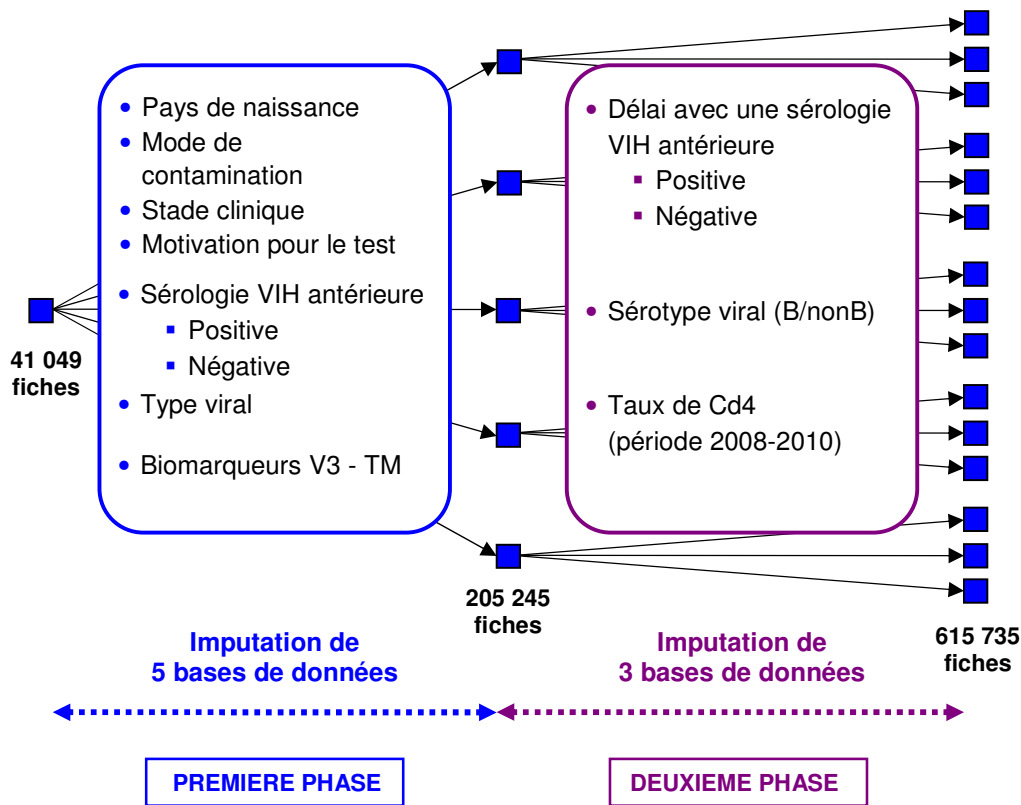 • Pays de naissance
• Mode de
contamination
• Stade clinique
• Motivation pour le test
• Sérologie VIH antérieure
▪ Positive
▪ Négative
• Type viral
• Biomarqueurs V3 - TM
41 049
fiches
• Délai avec une sérologie
VIH antérieure
▪ Positive
▪ Négative
• Sérotype viral (B/nonB)
• Taux de Cd4
(période 2008-2010)
205 245
fiches
615 735
fiches
Imputation de
5 bases de données
Imputation de
3 bases de données
PREMIERE PHASE
DEUXIEME PHASE